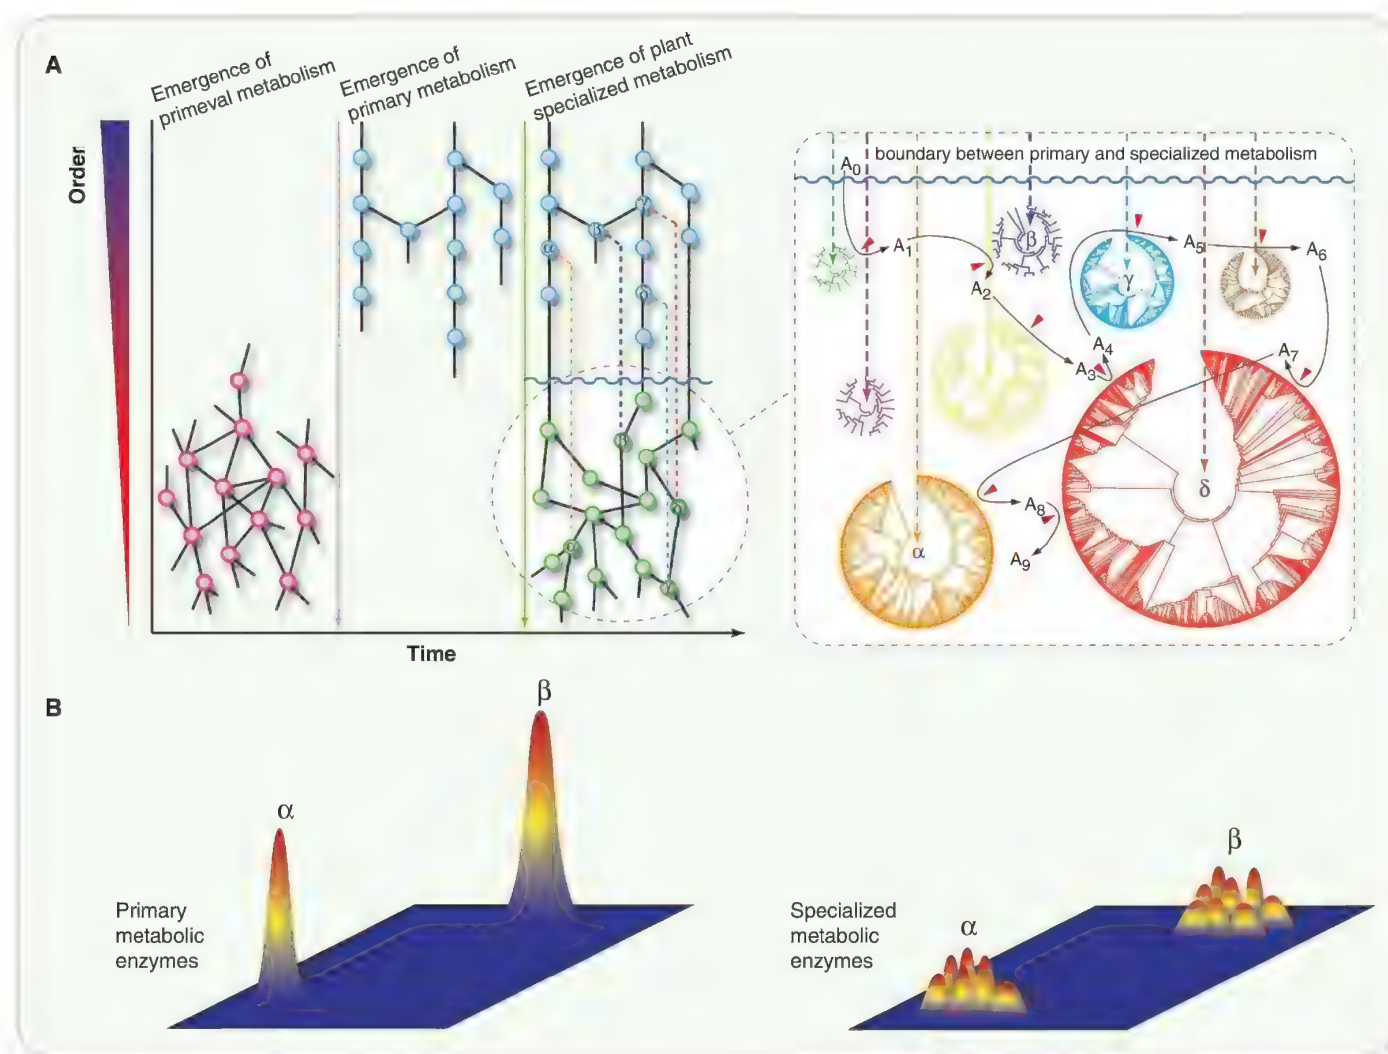 A
Emergence of
primeval metabolism
Emergence of
primary metabolism
Emergence of plant
specialized metabolism
Order
Time
α
β
γ
δ
α
β
γ
boundary between primary and specialized metabolism
A0
A1
A2
A3
A4
A5
A6
A7
A8
A9
β
γ
α
δ
B
α
β
Primary
metabolic
enzymes
α
β
Specialized
metabolic
enzymes